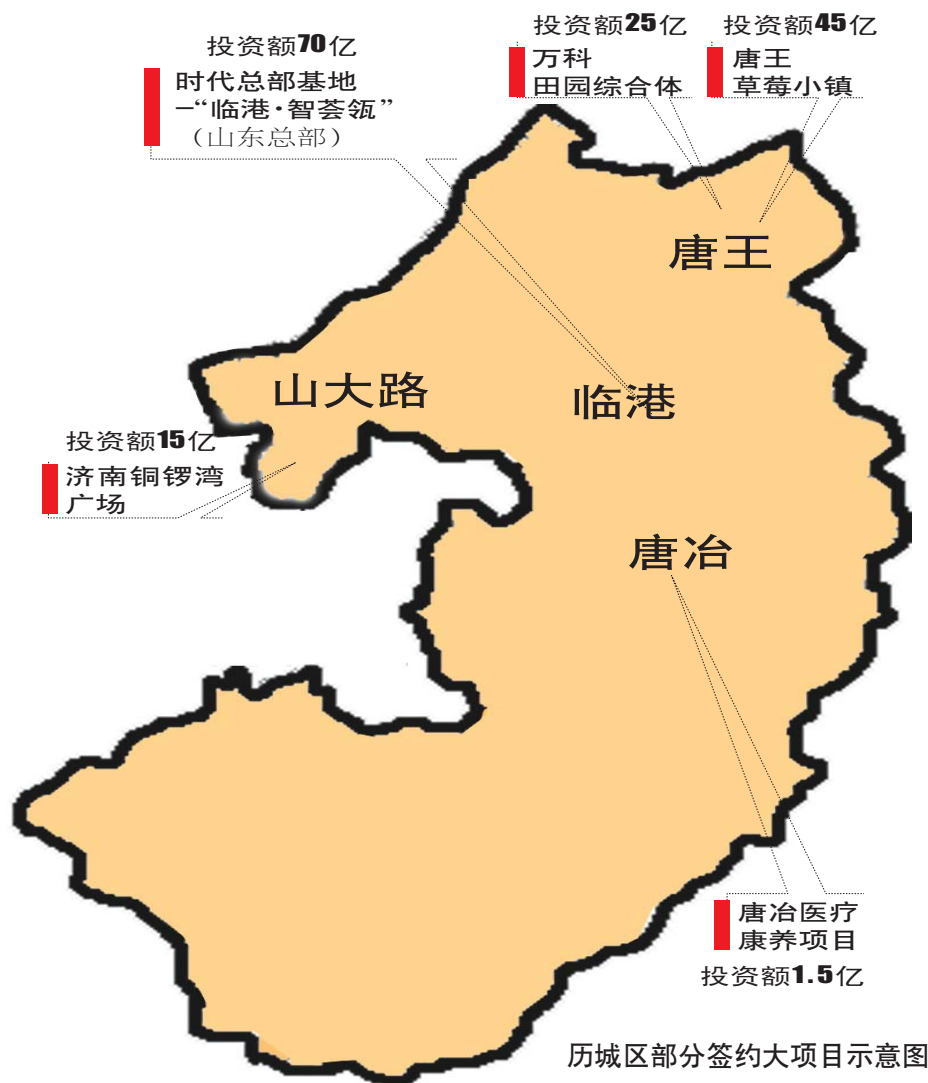 投资额70亿
时代总部基地
—“临港·智荟瓴”
（山东总部）
投资额25亿
万科
田园综合体
投资额45亿
唐王
草莓小镇
唐王
山大路
临港
投资额15亿
济南铜锣湾
广场
唐冶
唐冶医疗
康养项目
投资额1.5亿
历城区部分签约大项目示意图